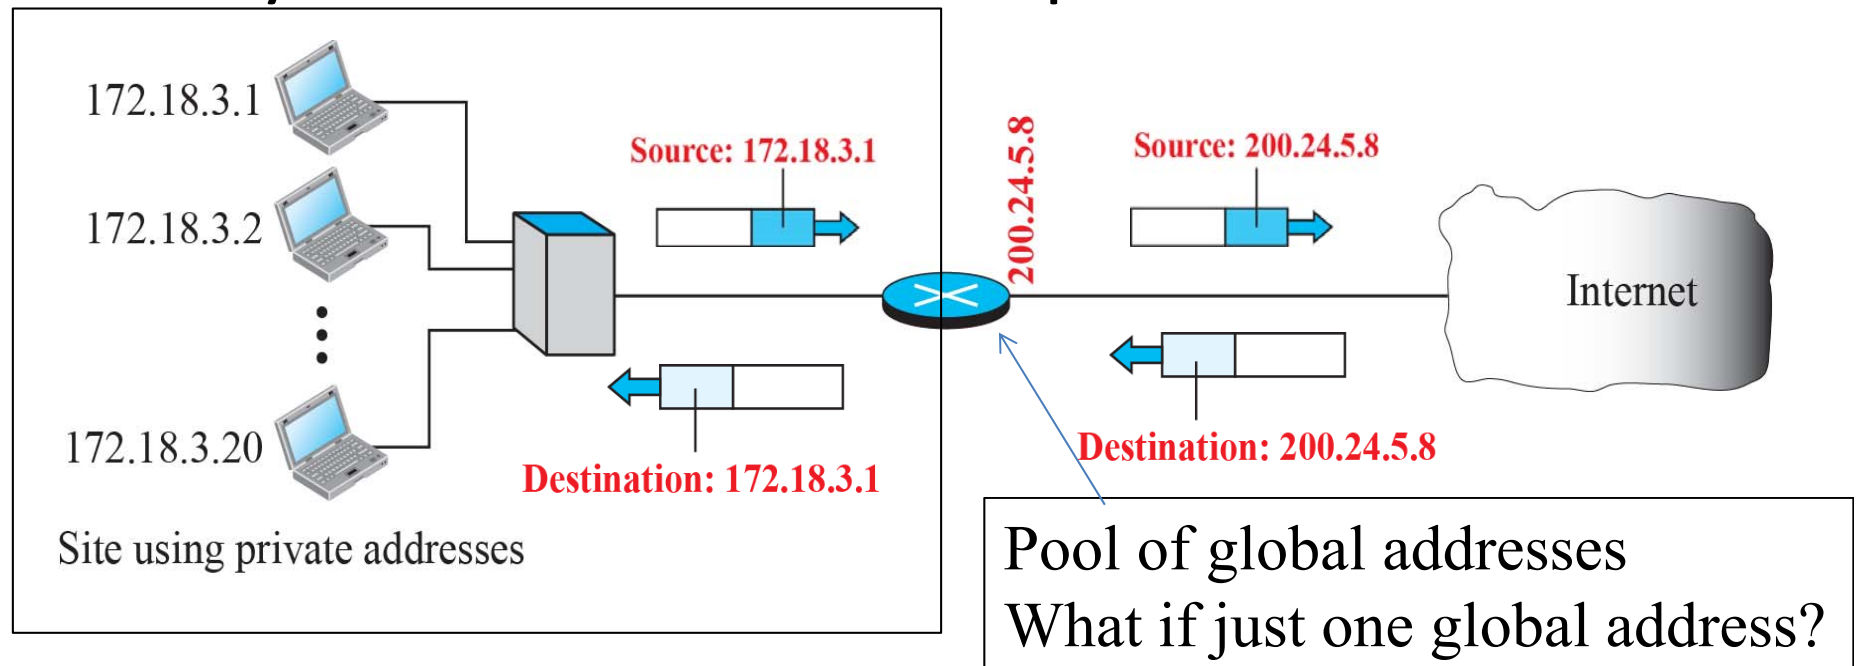 172.18.3.1
172.18.3.2
172.18.3.20
Site using private addresses
Source: 172.18.3.1
Destination: 172.18.3.1
200.24.5.8
Source: 200.24.5.8
Destination: 200.24.5.8
Internet
Pool of global addresses
What if just one global address?